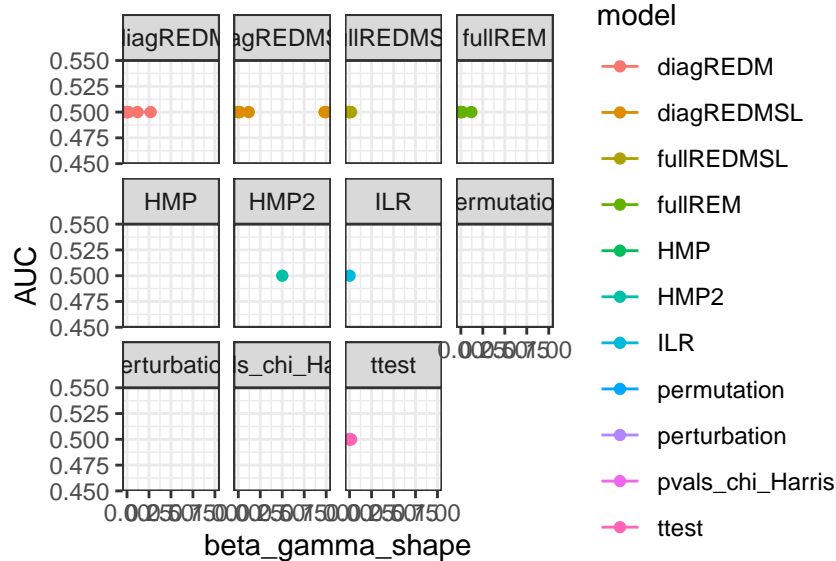 diagREDM agREDMS llREDMS fullREM
0.550
0.525
0.500
0.475
0.450
HMP HMP2 ILR ermutatio
0.550
0.525
0.500
0.475
0.450
erturbatio ls_chi_Ha ttest
0.550
0.525
0.500
0.475
0.450
AUC
beta_gamma_shape
model
diagREDM
diagREDMSL
fullREDMSL
fullREM
HMP
HMP2
ILR
permutation
perturbation
pvals_chi_Harris
ttest